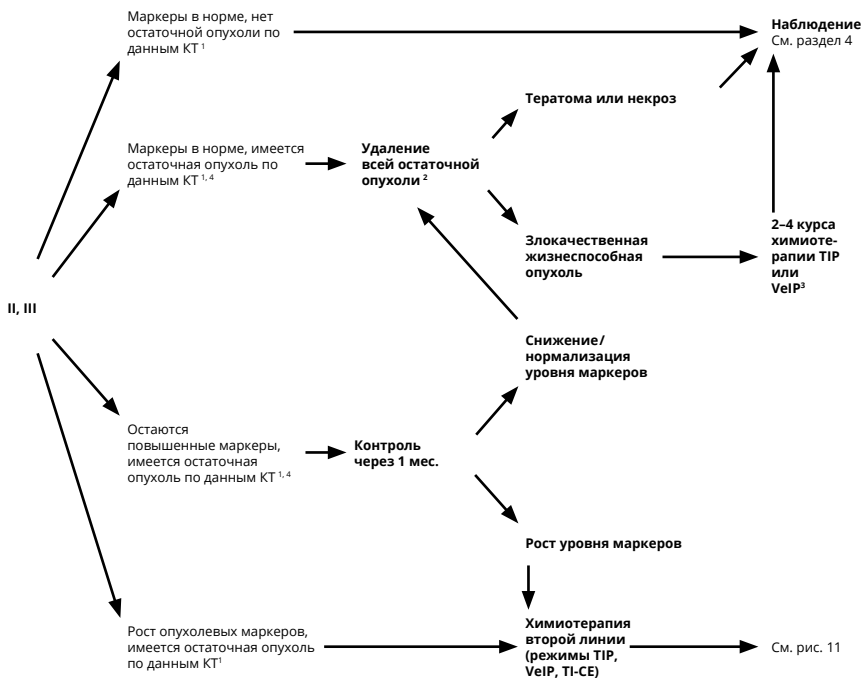 Маркеры в норме, нет
остаточной опухоли по
данным КТ ¹
Наблюдение
См. раздел 4
Тератома или некроз
Маркеры в норме, имеется
остаточная опухоль по
данным КТ ¹, ⁴
Удаление
всей остаточной
опухоли ²
Злокачественная
жизнеспособная
опухоль
2–4 курса
химиоте-
рапии TIP
или
VeIP³
II, III
Снижение/
нормализация
уровня маркеров
Остаются
повышенные маркеры,
имеется остаточная
опухоль по данным КТ ¹, ⁴
Контроль
через 1 мес.
Рост уровня маркеров
Рост опухолевых маркеров,
имеется остаточная опухоль
по данным КТ¹
Химиотерапия
второй линии
(режимы TIP,
VeIP, TI-CE)
См. рис. 11